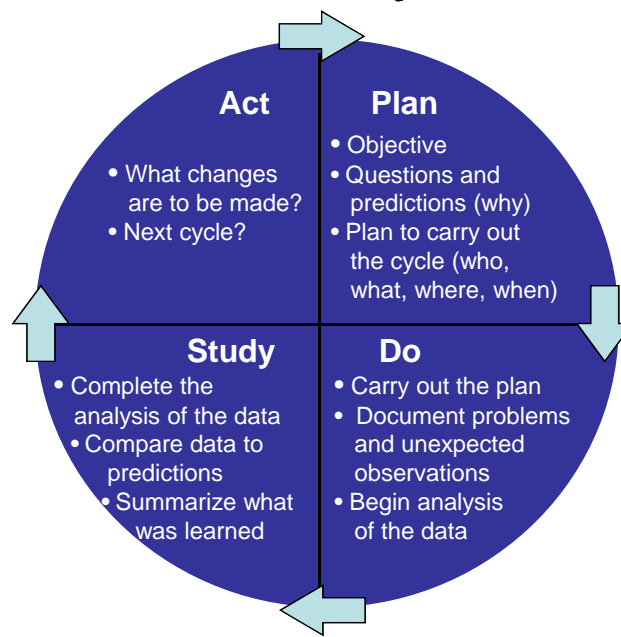 Act
• What changes
are to be made?
• Next cycle?
Plan
• Objective
• Questions and
predictions (why)
• Plan to carry out
the cycle (who,
what, where, when)
Study
• Complete the
analysis of the data
• Compare data to
predictions
• Summarize what
was learned
Do
• Carry out the plan
• Document problems
and unexpected
observations
• Begin analysis
of the data